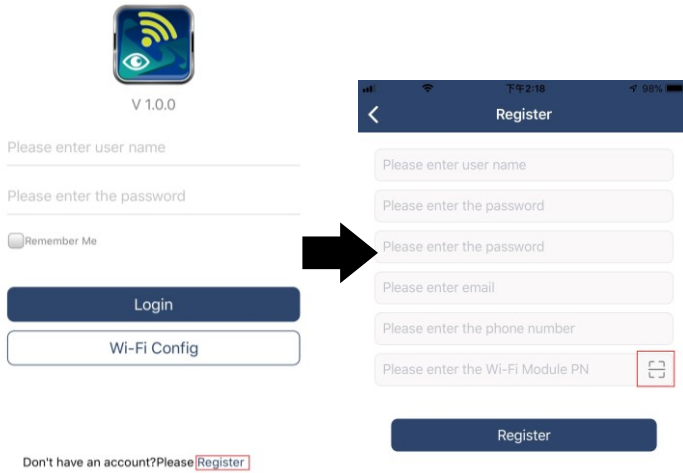 V 1.0.0
Please enter user name
Please enter the password
Remember Me
Login
Wi-Fi Config
Don't have an account?Please Register
下午2:18
98%
Register
Please enter user name
Please enter the password
Please enter the password
Please enter email
Please enter the phone number
Please enter the Wi-Fi Module PN
Register